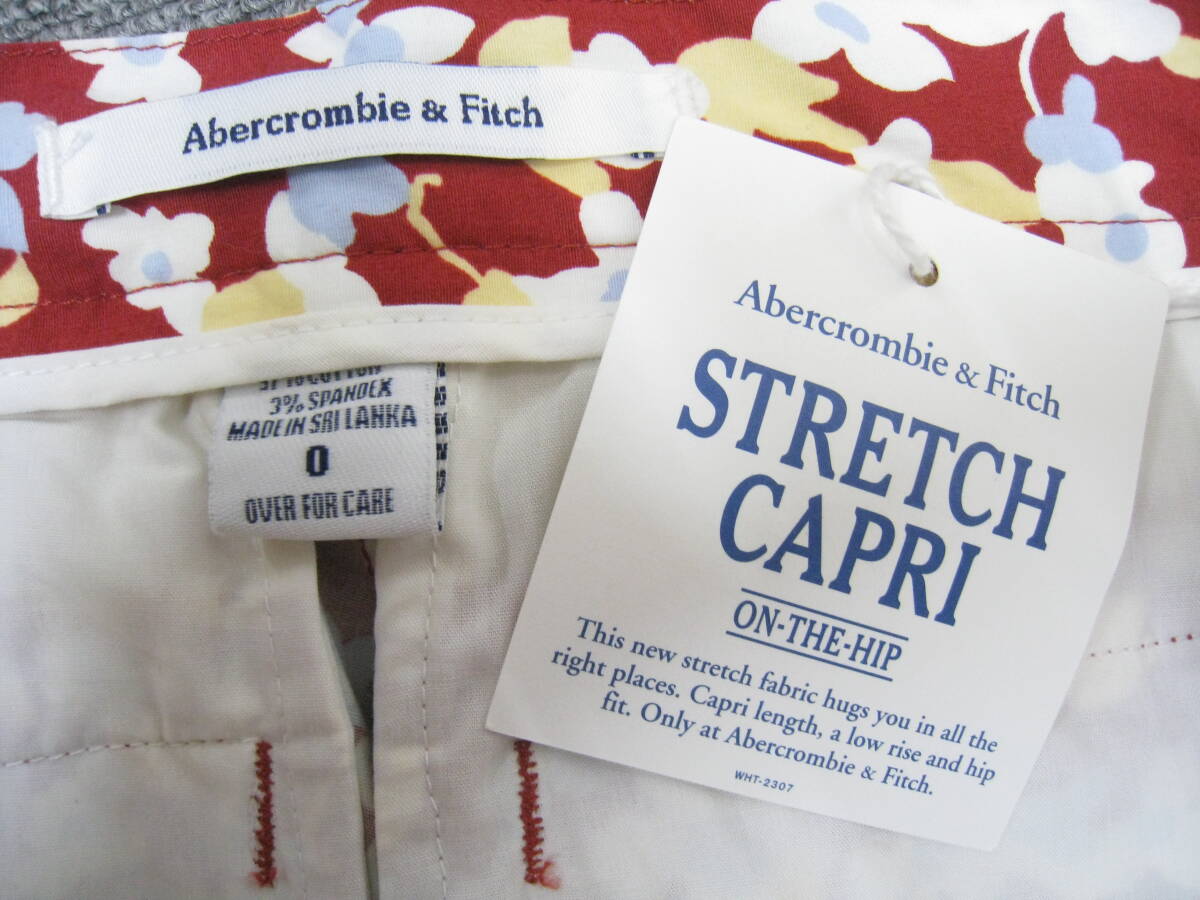 Abercrombie & Fitch
3% SPANDEX
MADE IN SRI LANKA
0
OVER FOR CARE
Abercrombie & Fitch
STRETCH
CAPRI
ON-THE-HIP
This new stretch fabric hugs you in all the
right places. Capri length, a low rise and hip
fit. Only at Abercrombie & Fitch.
WHT-2307